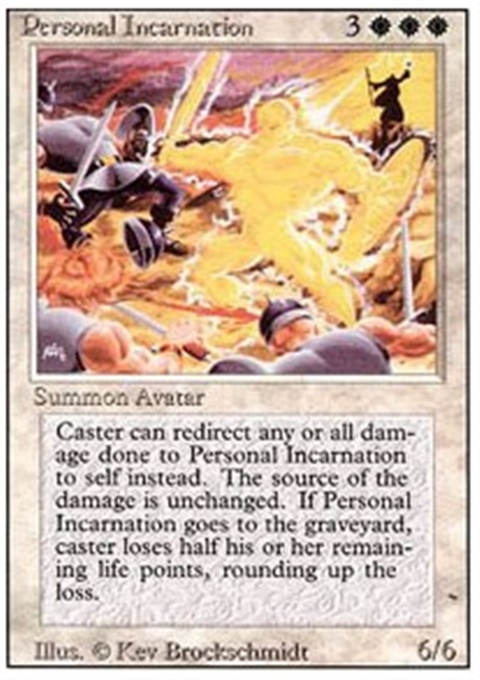 Personal Incarnation 3
Summon Avatar
Caster can redirect any or all dam-
age done to Personal Incarnation
to self instead. The source of the
damage is unchanged. If Personal
Incarnation goes to the graveyard,
caster loses half his or her remain-
ing life points, rounding up the
loss.
Illus. © Kev Brockschmidt 6/6